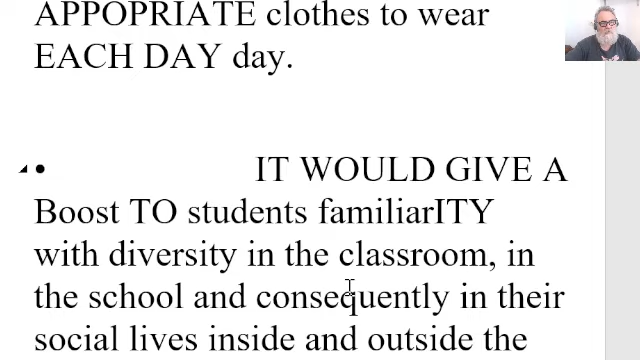 APPOPRIATE clothes to wear
EACH DAY day.
• IT WOULD GIVE A
Boost TO students familiarITY
with diversity in the classroom, in
the school and consequently in their
social lives inside and outside the